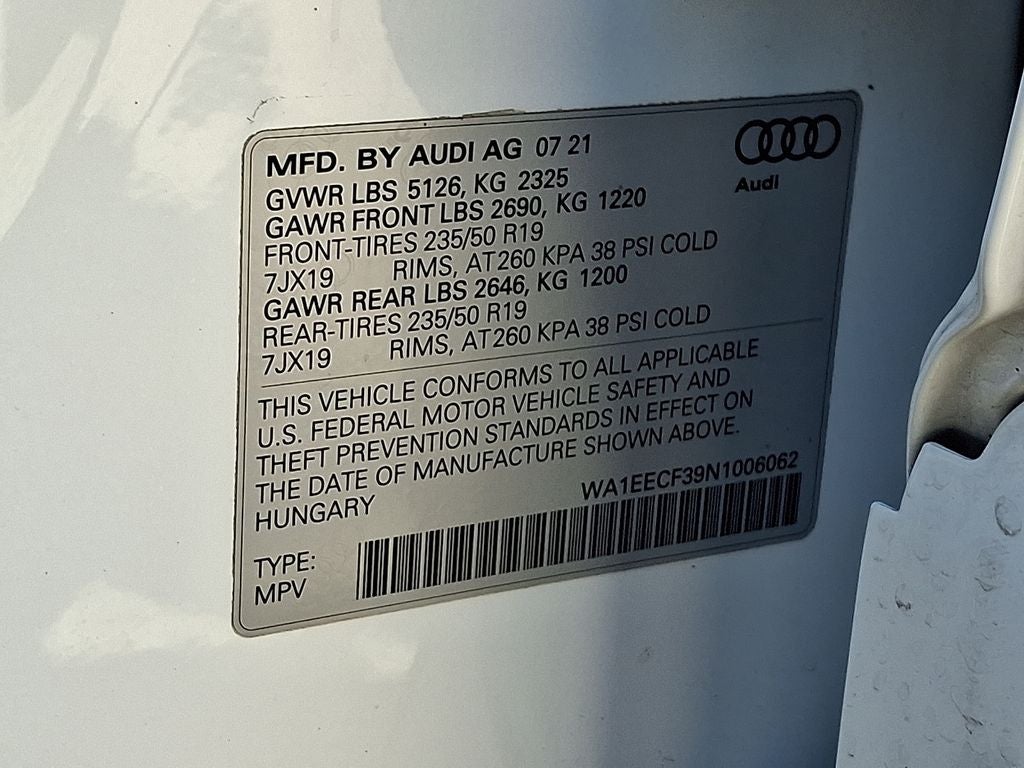 MFD. BY AUDI AG 07 21
Audi
GVWR LBS 5126, KG 2325
GAWR FRONT LBS 2690, KG 1220
FRONT-TIRES 235/50 R19
7JX19 RIMS, AT260 KPA 38 PSI COLD
GAWR REAR LBS 2646, KG 1200
REAR-TIRES 235/50 R19
7JX19 RIMS, AT260 KPA 38 PSI COLD
THIS VEHICLE CONFORMS TO ALL APPLICABLE
U.S. FEDERAL MOTOR VEHICLE SAFETY AND
THEFT PREVENTION STANDARDS IN EFFECT ON
THE DATE OF MANUFACTURE SHOWN ABOVE.
HUNGARY WA1EECF39N1006062
TYPE:
MPV